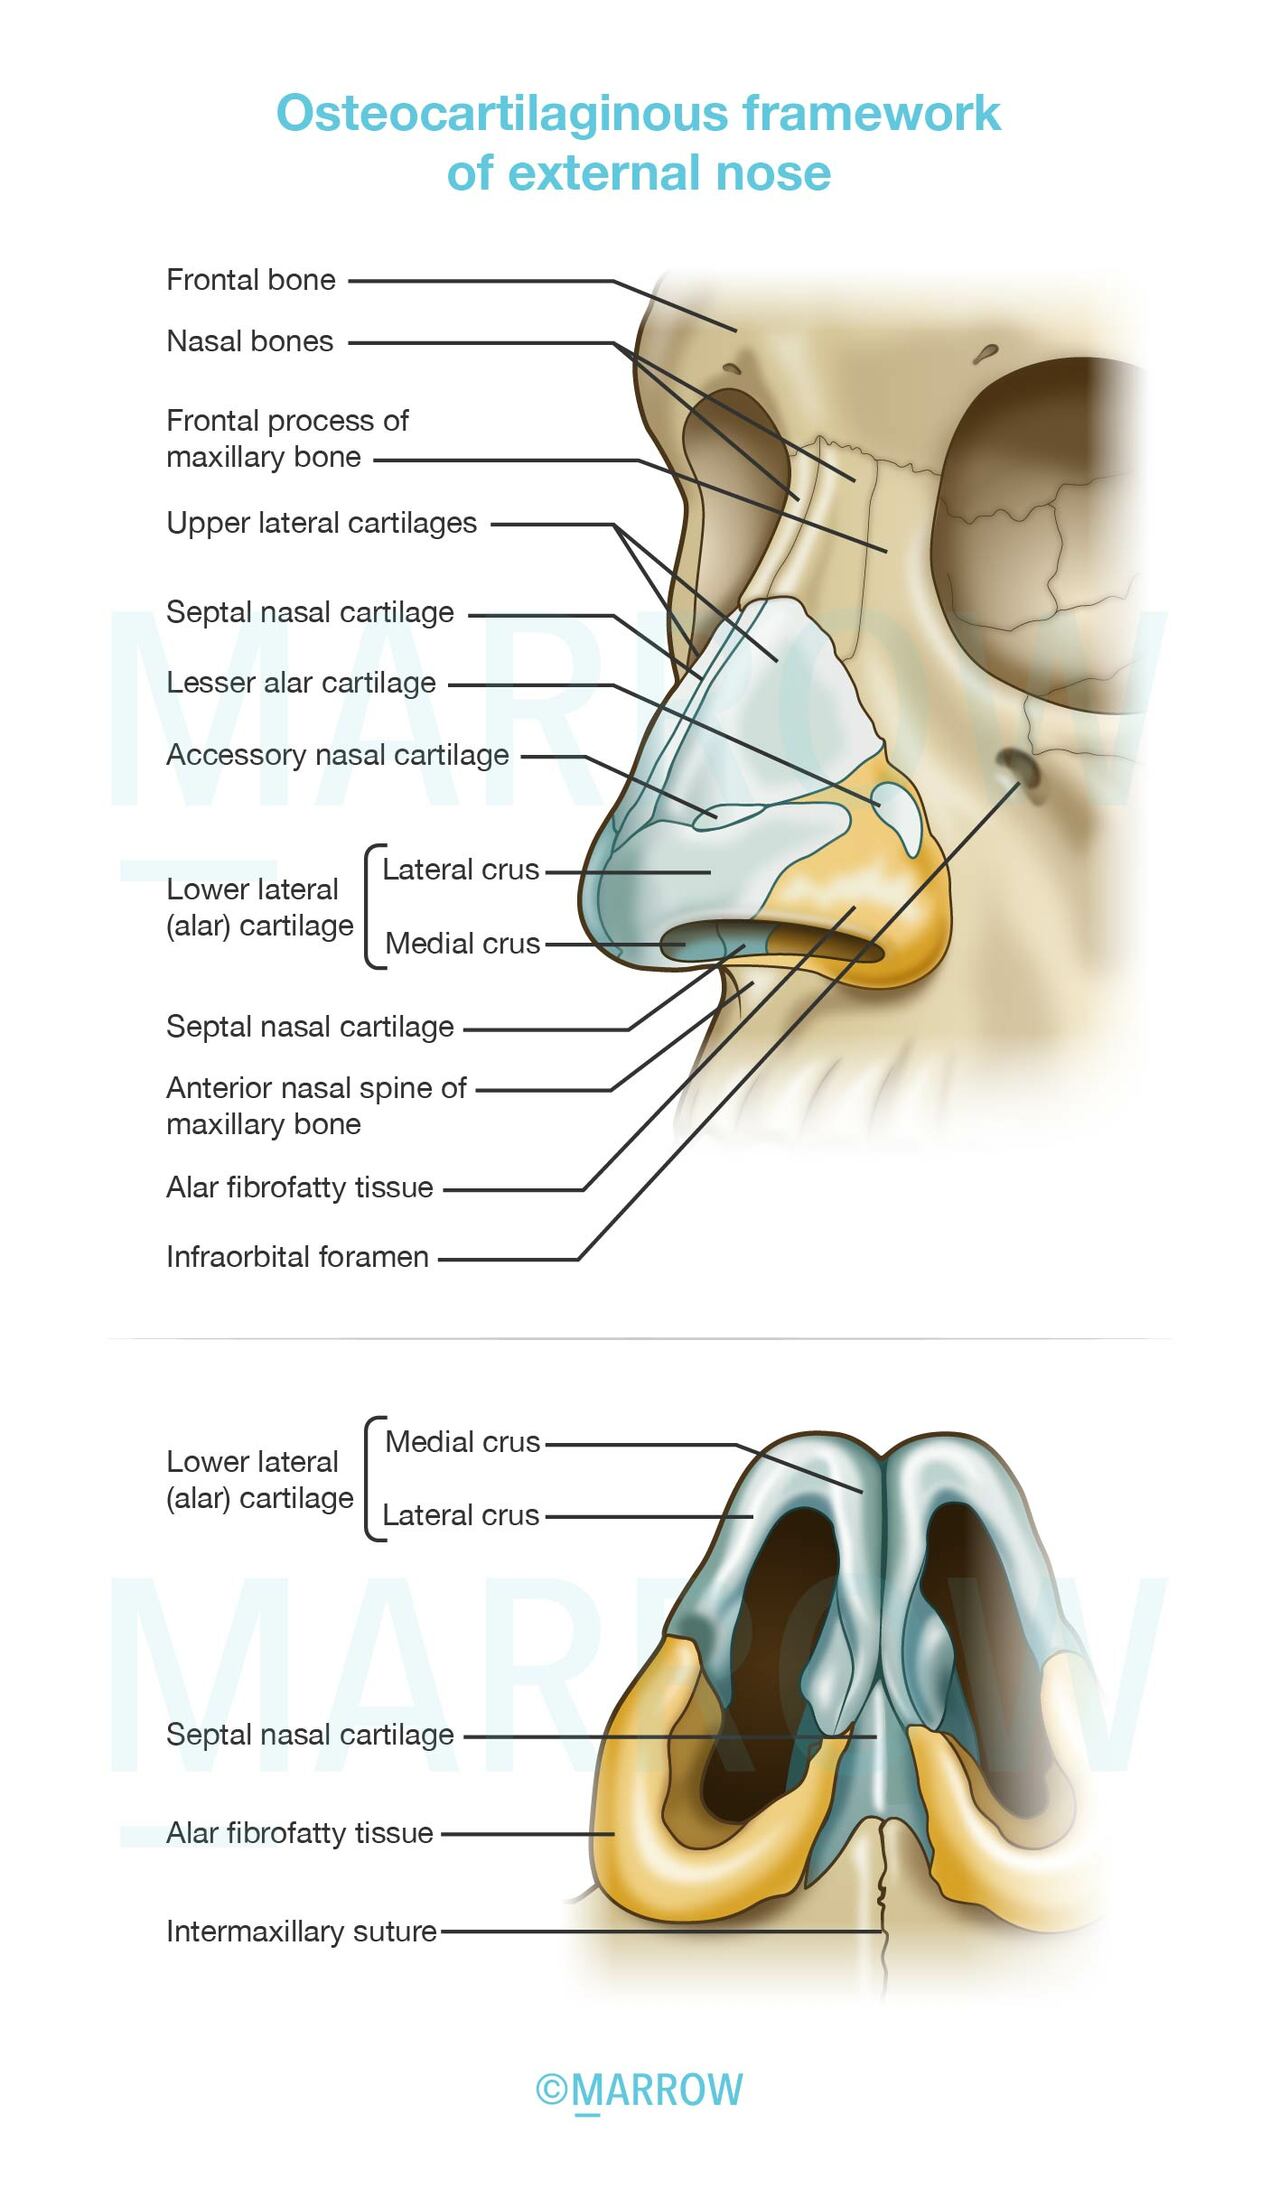 Osteocartilaginous framework
of external nose
Frontal bone
Nasal bones
Frontal process of
maxillary bone
Upper lateral cartilages
Septal nasal cartilage
Lesser alar cartilage
Accessory nasal cartilage
Lower lateral
(alar) cartilage
Lateral crus
Medial crus
Septal nasal cartilage
Anterior nasal spine of
maxillary bone
Alar fibrofatty tissue
Infraorbital foramen
MARROW
Lower lateral
(alar) cartilage
Medial crus
Lateral crus
Septal nasal cartilage
Alar fibrofatty tissue
Intermaxillary suture
MARROW
©MARROW